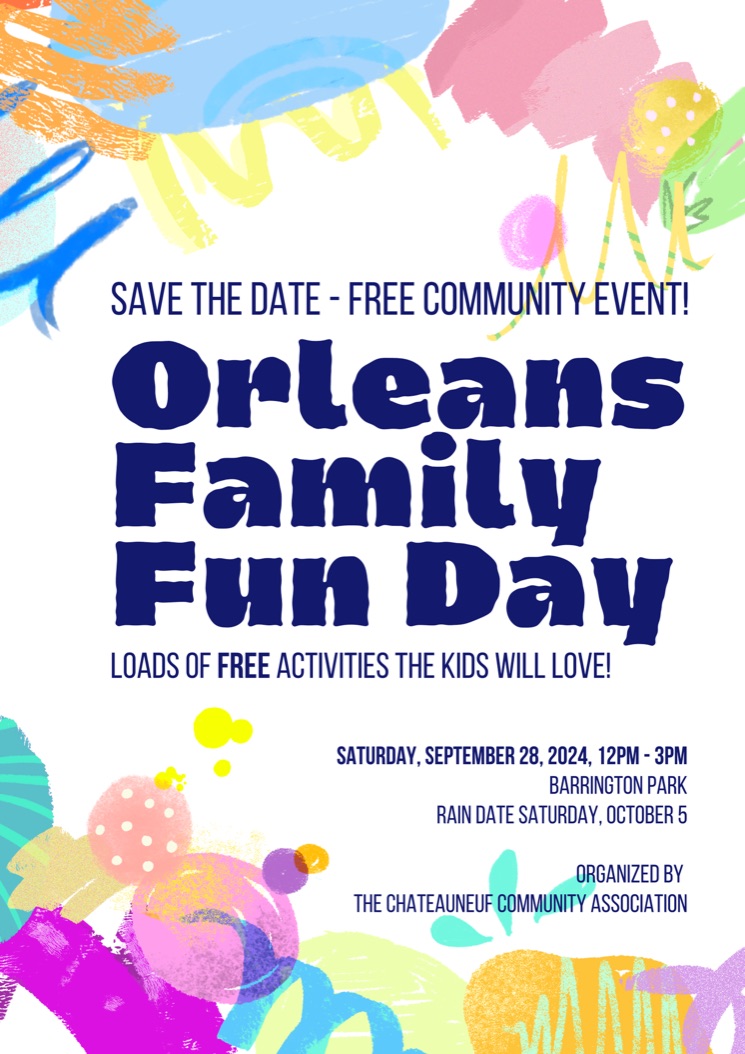 SAVE THE DATE - FREE COMMUNITY EVENT!
Orleans
Family
Fun Day
LOADS OF FREE ACTIVITIES THE KIDS WILL LOVE!
SATURDAY, SEPTEMBER 28, 2024, 12PM - 3PM
BARRINGTON PARK
RAIN DATE SATURDAY, OCTOBER 5
ORGANIZED BY
THE CHATEAUNEUF COMMUNITY ASSOCIATION